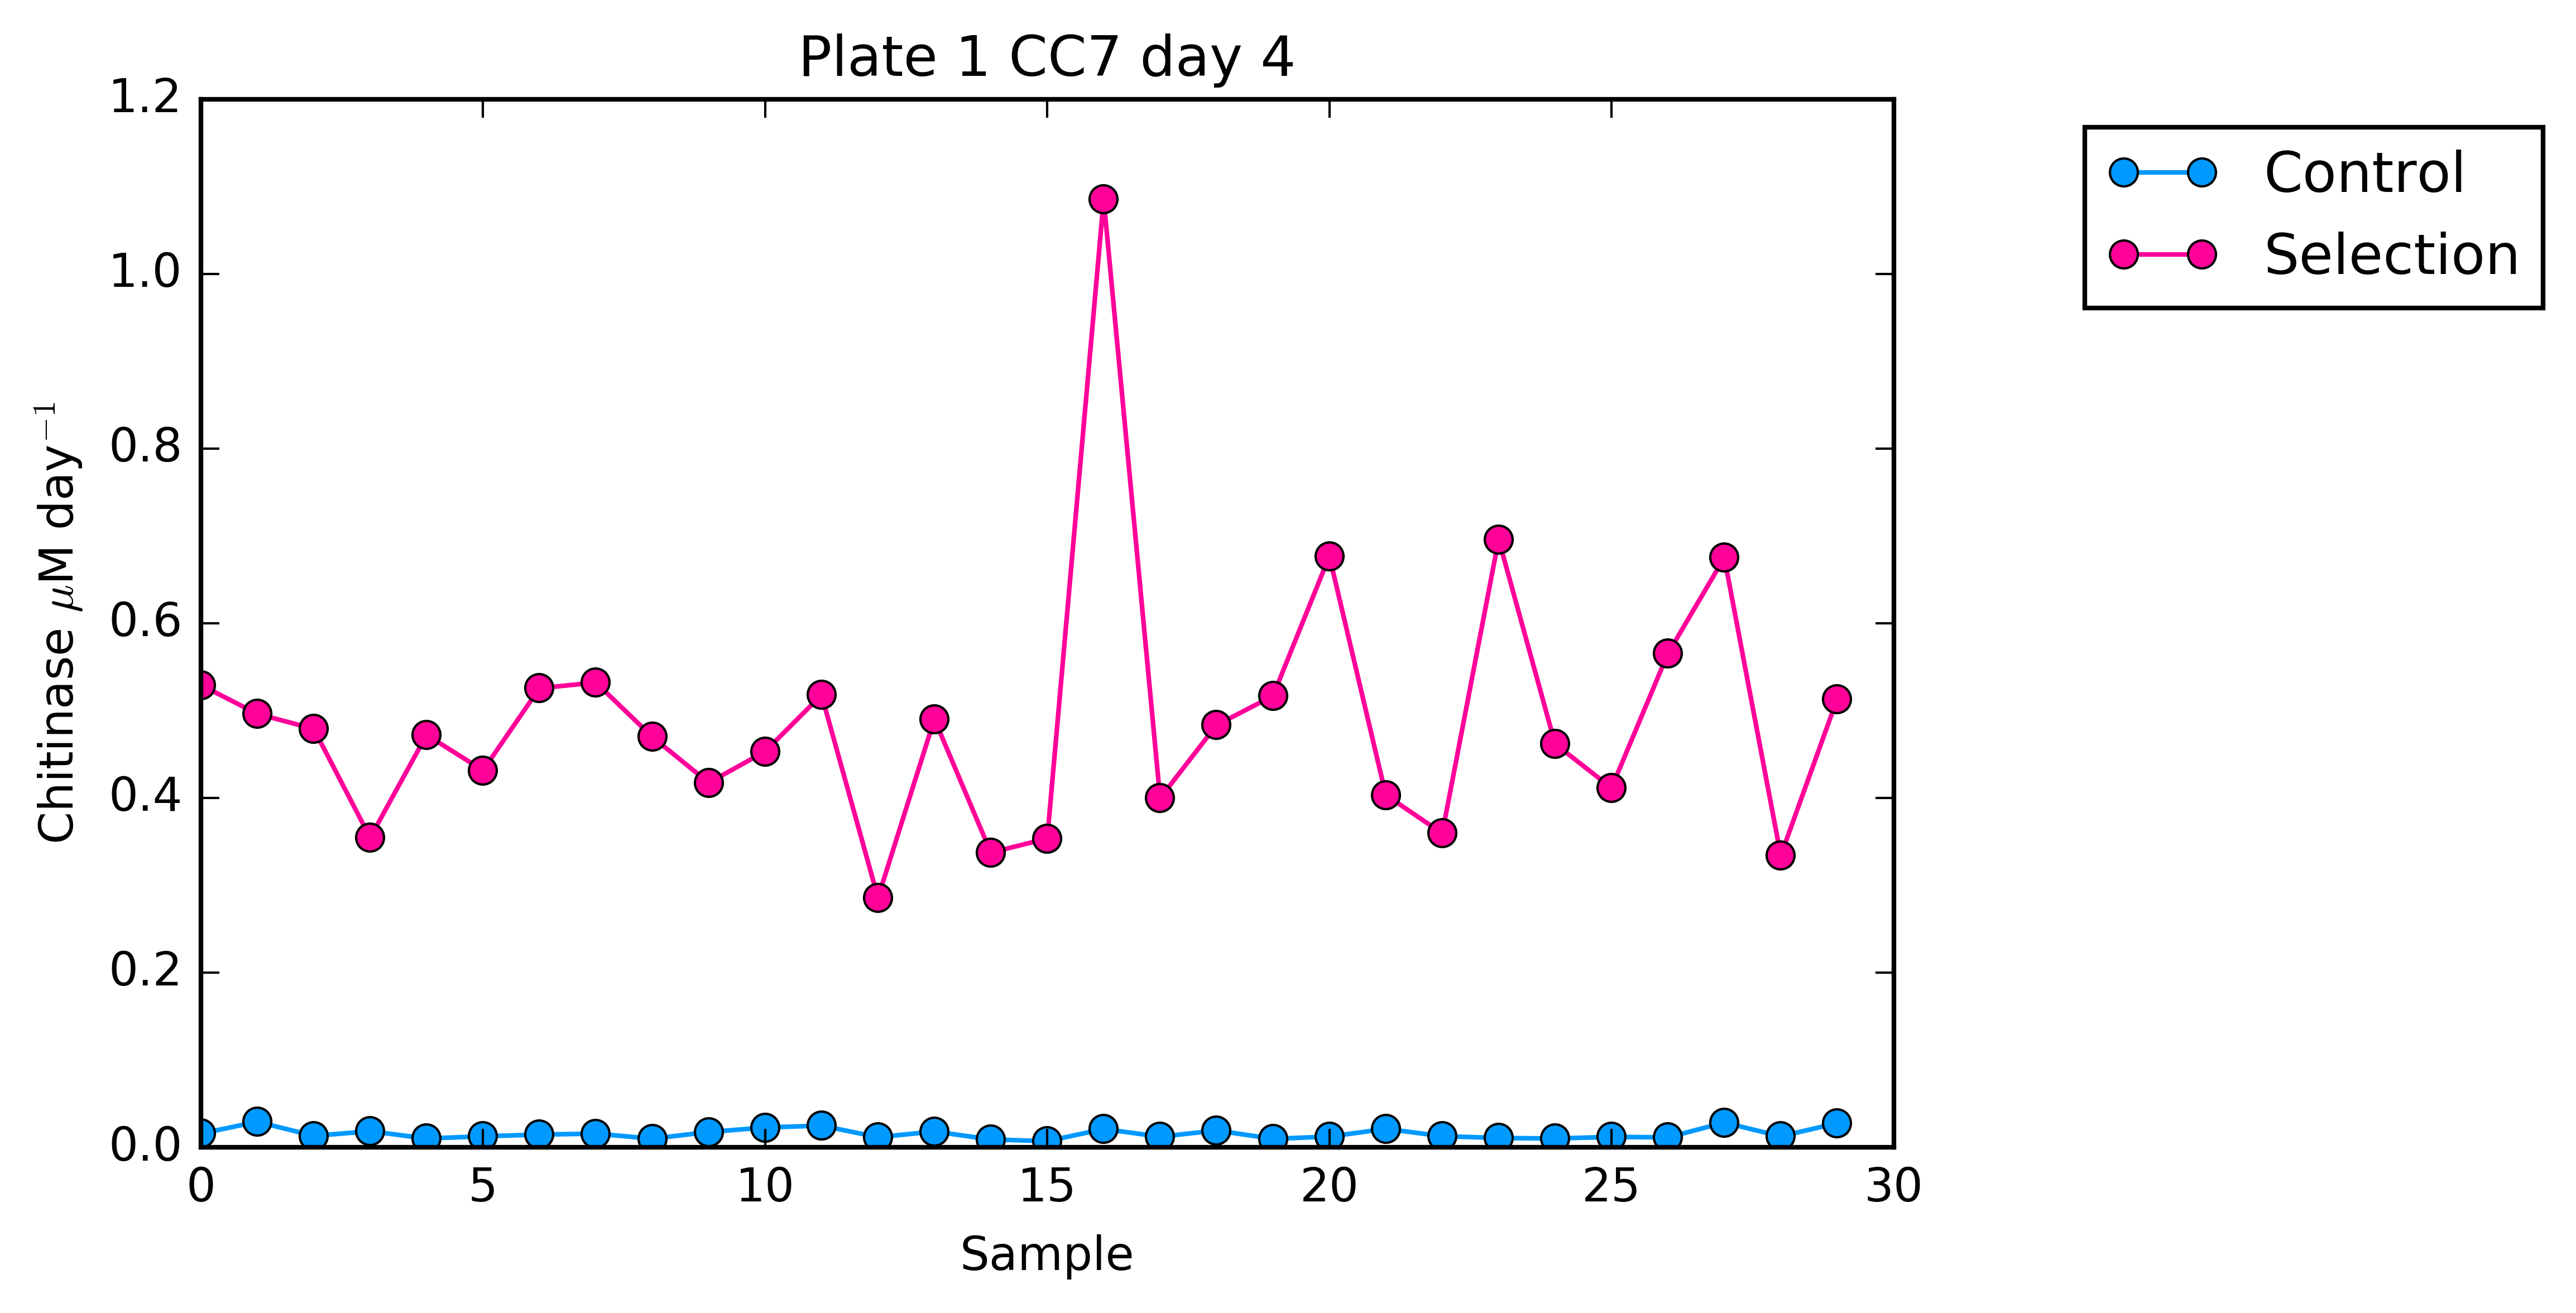 Plate 1 CC7 day 4
1.2
1.0
0.8
0.6
0.4
0.2
0.0
Chitinase μM day⁻¹
0 5 10 15 20 25 30
Sample
Control
Selection